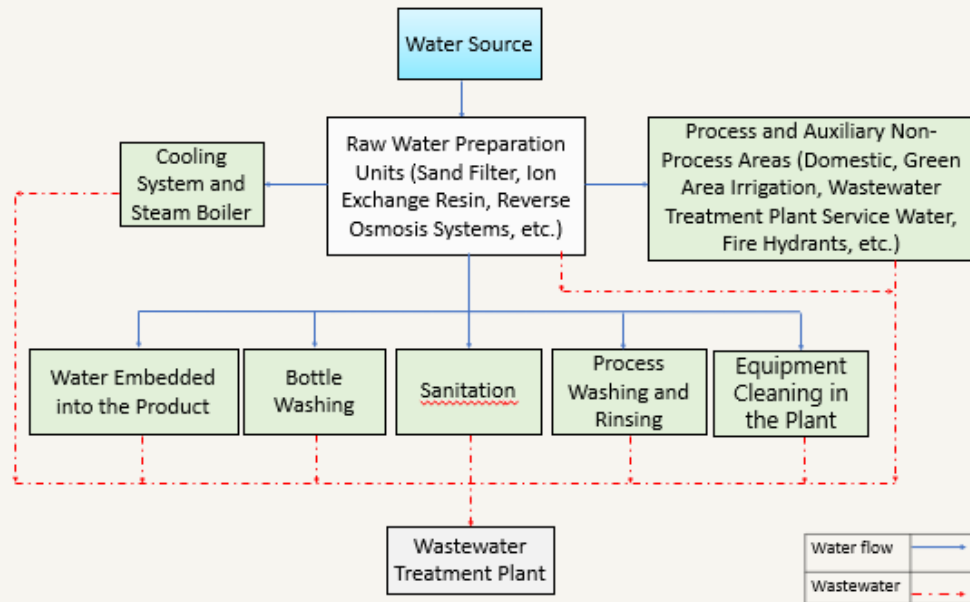 Water Source
Raw Water Preparation
Units (Sand Filter, Ion
Exchange Resin, Reverse
Osmosis Systems, etc.)
Cooling
System and
Steam Boiler
Process and Auxiliary Non-
Process Areas (Domestic, Green
Area Irrigation, Wastewater
Treatment Plant Service Water,
Fire Hydrants, etc.)
Water Embedded
into the Product
Bottle
Washing
Sanitation
Process
Washing and
Rinsing
Equipment
Cleaning in
the Plant
Wastewater
Treatment Plant
Water flow
Wastewater